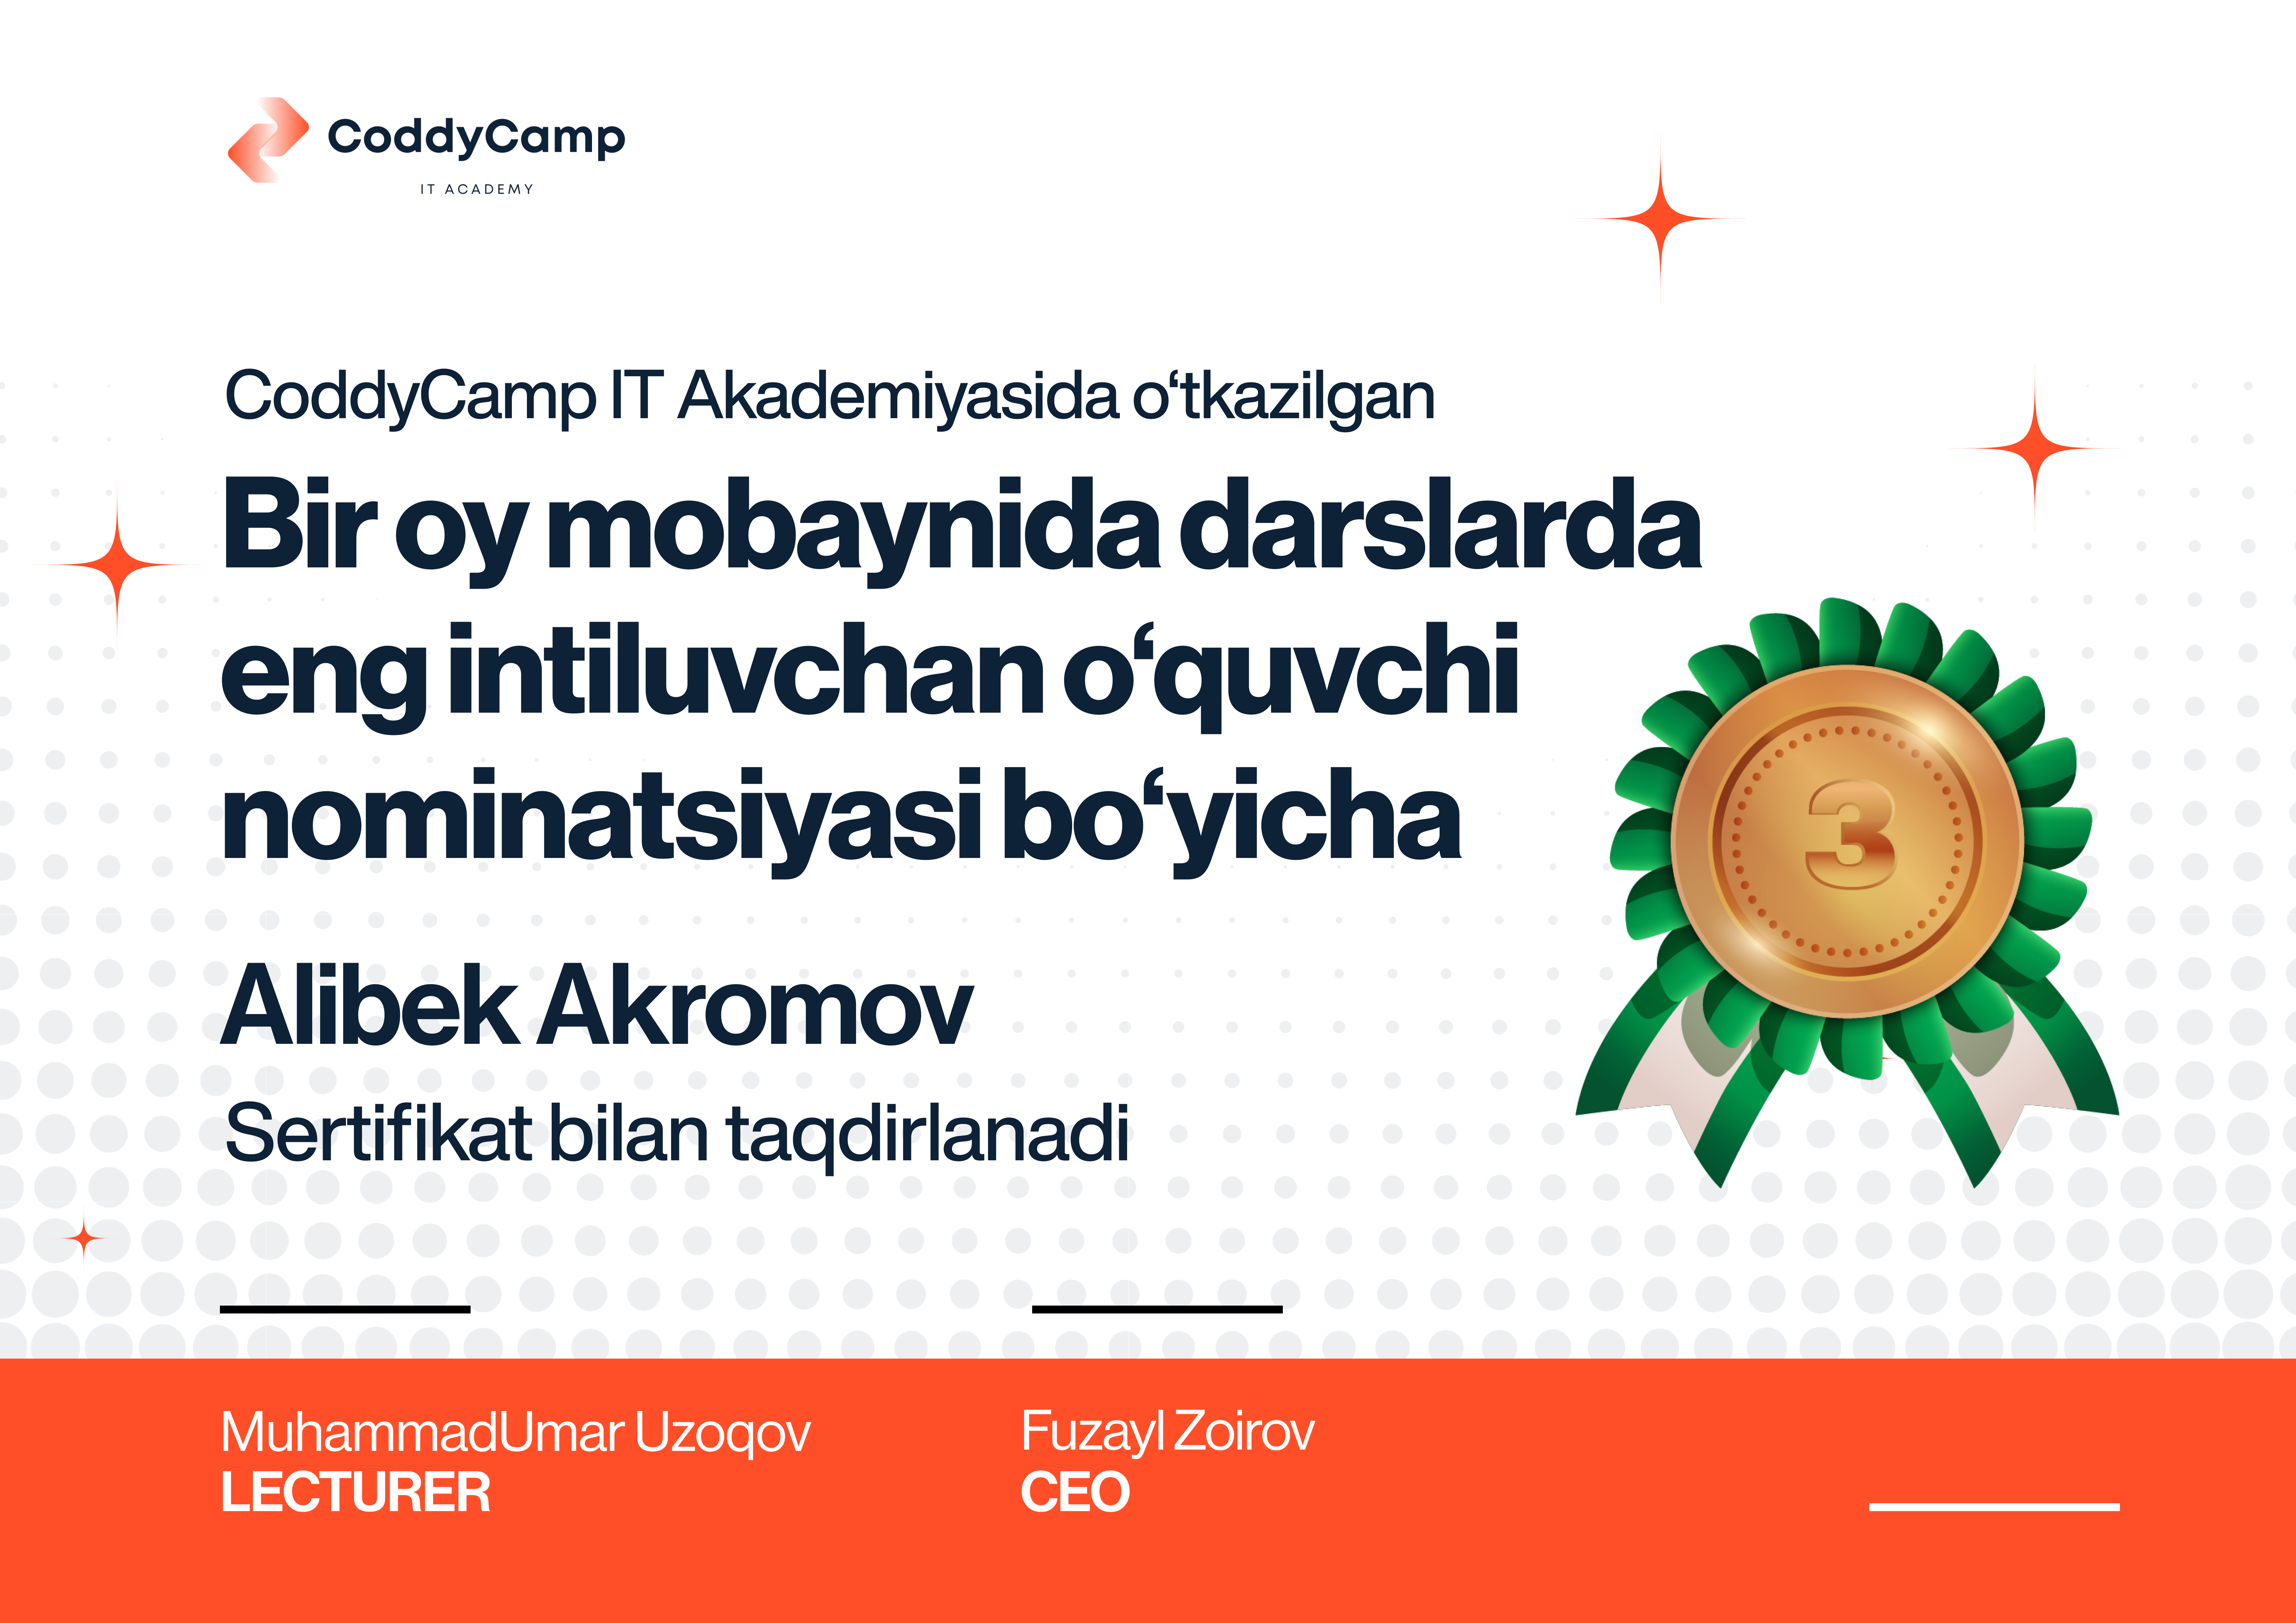 CoddyCamp
IT ACADEMY
CoddyCamp IT Akademiyasida o‘tkazilgan
Bir oy mobaynida darslarda
eng intiluvchan o‘quvchi
nominatsiyasi bo‘yicha
3
Alibek Akromov
Sertifikat bilan taqdirlanadi
MuhammadUmar Uzoqov
LECTURER
Fuzayl Zoirov
CEO